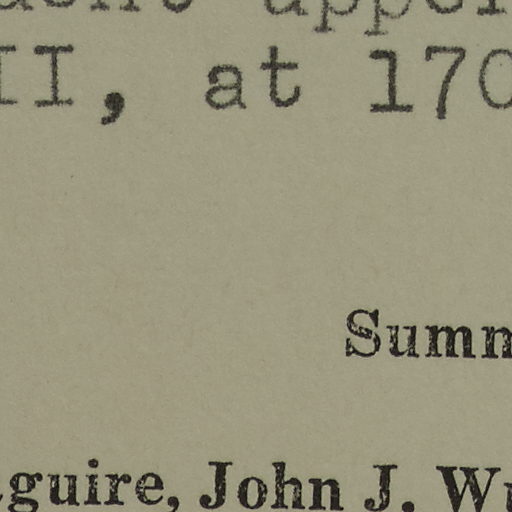 II, at 170
Summ
guire, John J. W